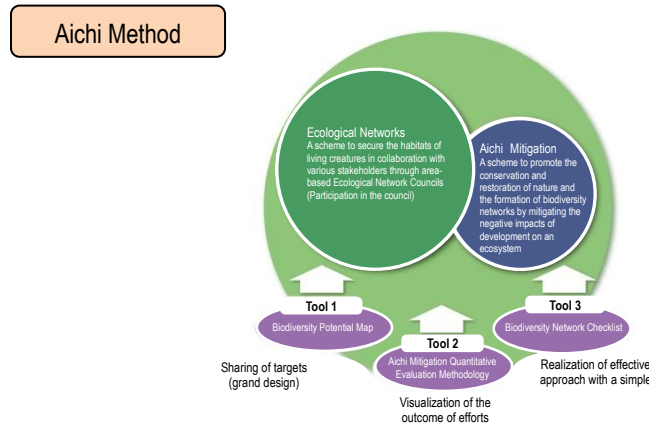 Aichi Method
Ecological Networks
A scheme to secure the habitats of
living creatures in collaboration with
various stakeholders through area-
based Ecological Network Councils
(Participation in the council)
Aichi Mitigation
A scheme to promote the
conservation and
restoration of nature and
the formation of biodiversity
networks by mitigating the
negative impacts of
development on an
ecosystem
Tool 1
Biodiversity Potential Map
Sharing of targets
(grand design)
Tool 2
Aichi Mitigation Quantitative
Evaluation Methodology
Visualization of the
outcome of efforts
Tool 3
Biodiversity Network Checklist
Realization of effective
approach with a simple